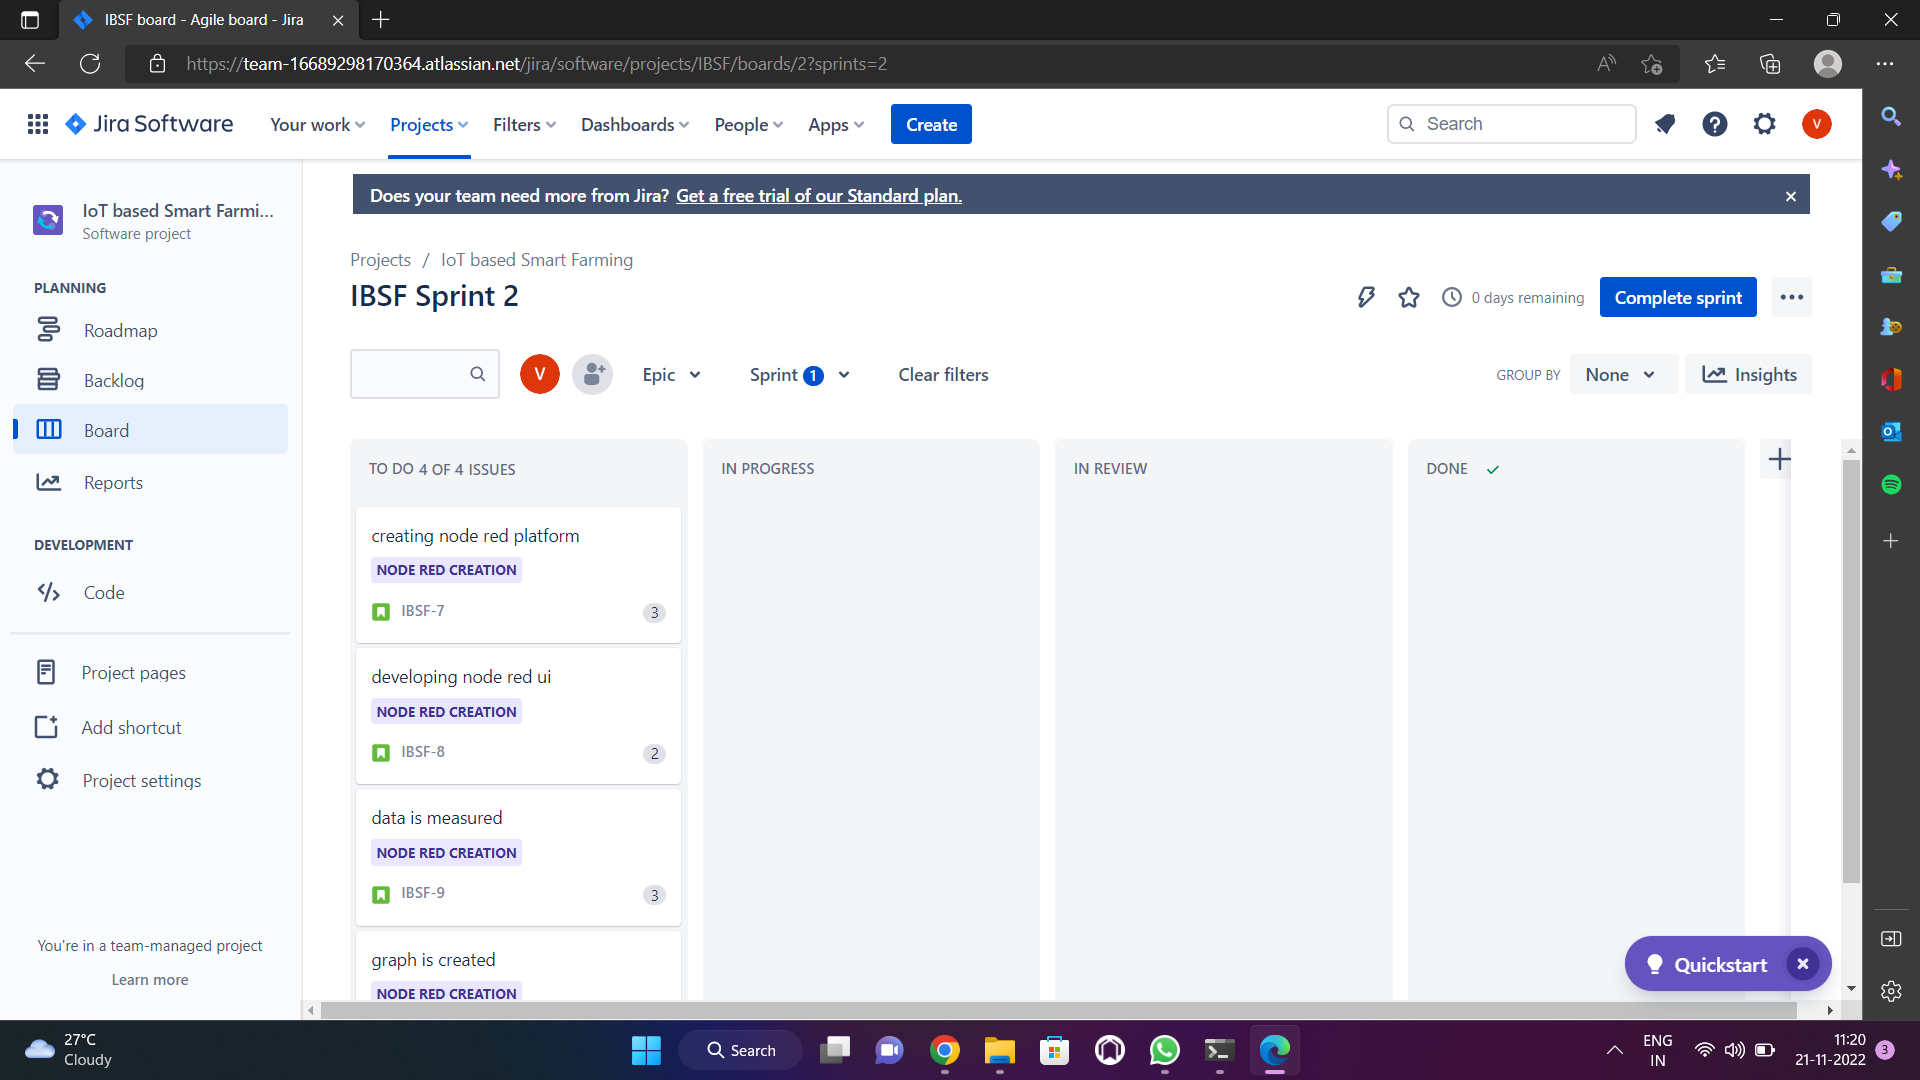 IBSF board - Agile board - Jira
https://team-16689298170364.atlassian.net/jira/software/projects/IBSF/boards/2?sprints=2
Jira Software
Your work
Projects
Filters
Dashboards
People
Apps
Create
Search
V
Does your team need more from Jira? Get a free trial of our Standard plan.
IoT based Smart Farmi...
Software project
PLANNING
Roadmap
Backlog
Board
Reports
DEVELOPMENT
Code
Project pages
Add shortcut
Project settings
You're in a team-managed project
Learn more
Projects / IoT based Smart Farming
IBSF Sprint 2
0 days remaining
Complete sprint
V
Epic
Sprint 1
Clear filters
GROUP BY
None
Insights
TO DO 4 OF 4 ISSUES
IN PROGRESS
IN REVIEW
DONE
creating node red platform
NODE RED CREATION
IBSF-7
3
developing node red ui
NODE RED CREATION
IBSF-8
2
data is measured
NODE RED CREATION
IBSF-9
3
graph is created
NODE RED CREATION
Quickstart
27°C
Cloudy
Search
ENG
IN
11:20
21-11-2022
3